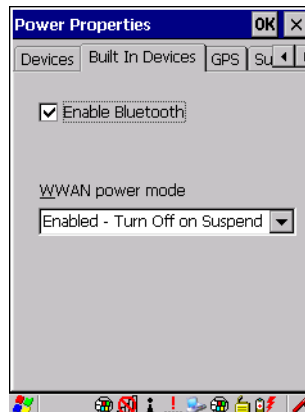 Power Properties OK ×
Devices Built In Devices GPS Su
Enable Bluetooth
WWAN power mode
Enabled - Turn Off on Suspend